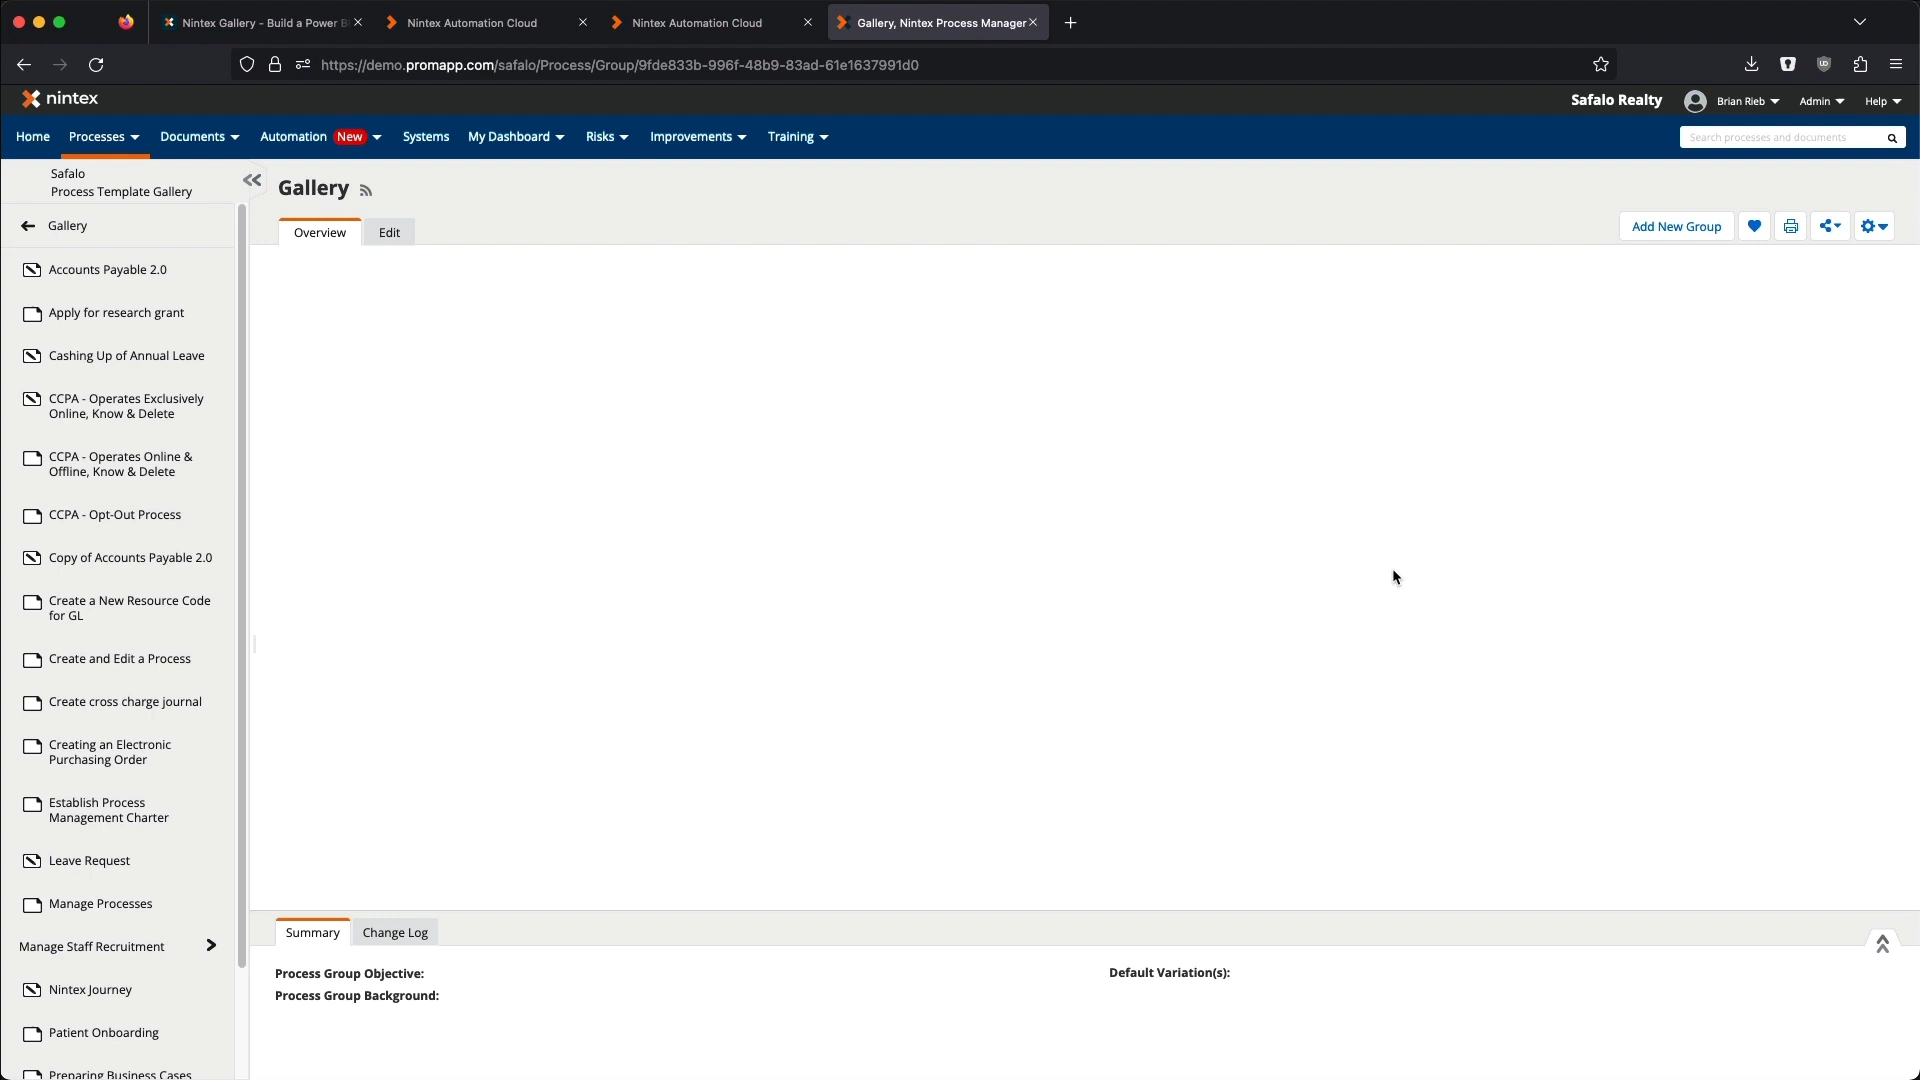 Nintex Gallery - Build a Power B
Nintex Automation Cloud
Nintex Automation Cloud
Gallery, Nintex Process Manager
https://demo.promapp.com/safalo/Process/Group/9fde833b-996f-48b9-83ad-61e1637991d0
nintex
Safalo Realty
Brian Rieb
Admin
Help
Home
Processes
Documents
Automation New
Systems
My Dashboard
Risks
Improvements
Training
Search processes and documents
Safalo
Process Template Gallery
Gallery
Accounts Payable 2.0
Apply for research grant
Cashing Up of Annual Leave
CCPA - Operates Exclusively
Online, Know & Delete
CCPA - Operates Online &
Offline, Know & Delete
CCPA - Opt-Out Process
Copy of Accounts Payable 2.0
Create a New Resource Code
for GL
Create and Edit a Process
Create cross charge journal
Creating an Electronic
Purchasing Order
Establish Process
Management Charter
Leave Request
Manage Processes
Manage Staff Recruitment
Nintex Journey
Patient Onboarding
Preparing Business Cases
Gallery
Overview
Edit
Add New Group
Summary
Change Log
Process Group Objective:
Process Group Background:
Default Variation(s):